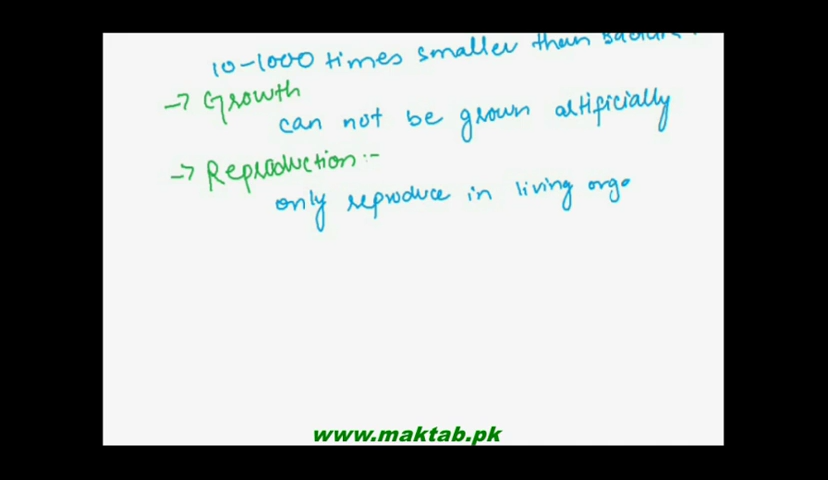 10-1000 times smaller than
→ Growth
can not be grown artificially
→ Reproduction :-
only reproduce in living orga
www.maktab.pk